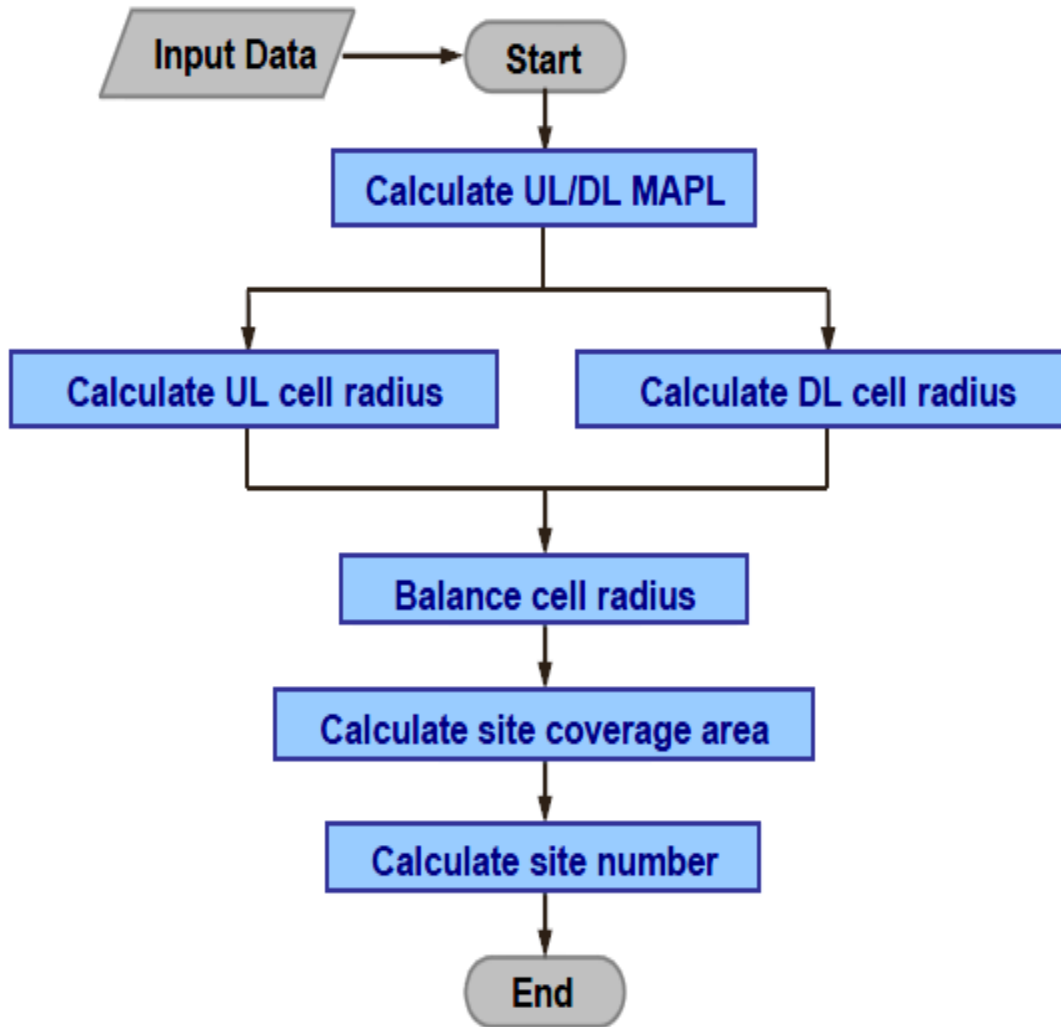 Input Data
Start
Calculate UL/DL MAPL
Calculate UL cell radius
Calculate DL cell radius
Balance cell radius
Calculate site coverage area
Calculate site number
End